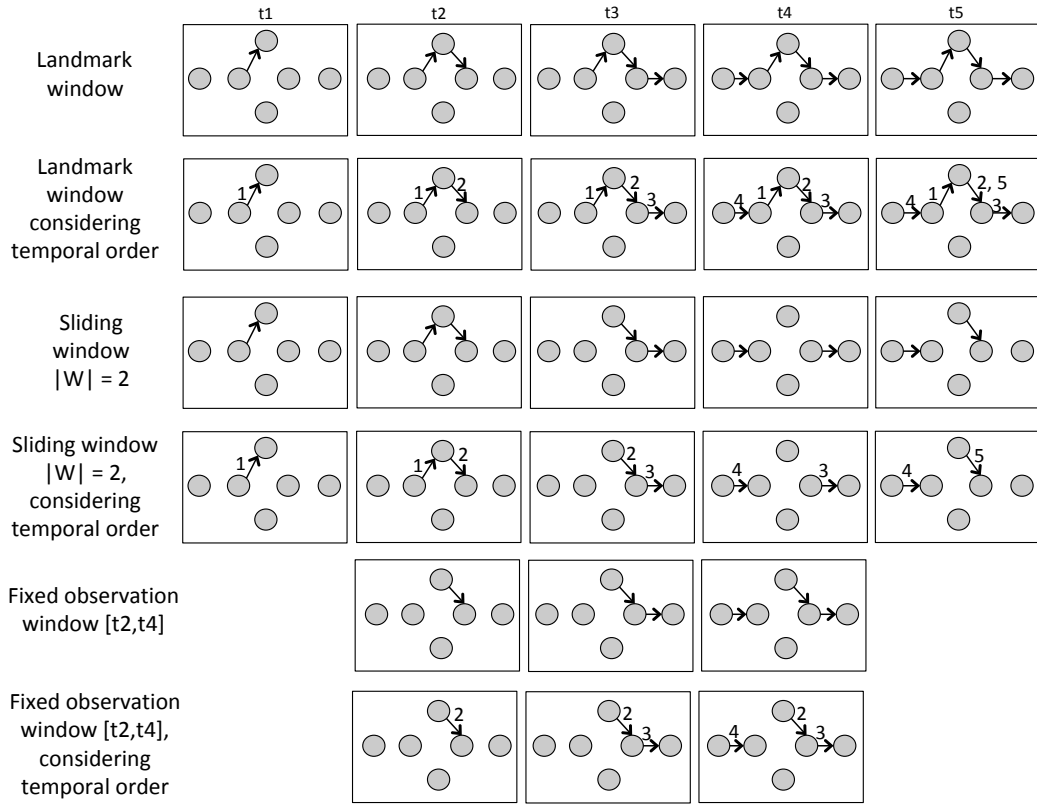 t1 t2 t3 t4 t5
Landmark
window
Landmark
window
considering
temporal order
1
1 2
1 2 3
4 1 2 3
4 1 2, 5 3
Sliding
window
|W| = 2
Sliding window
|W| = 2,
considering
temporal order
1
1 2
2 3
4 3
4 5
Fixed observation
window [t2,t4]
Fixed observation
window [t2,t4],
considering
temporal order
2
2 3
4 2 3